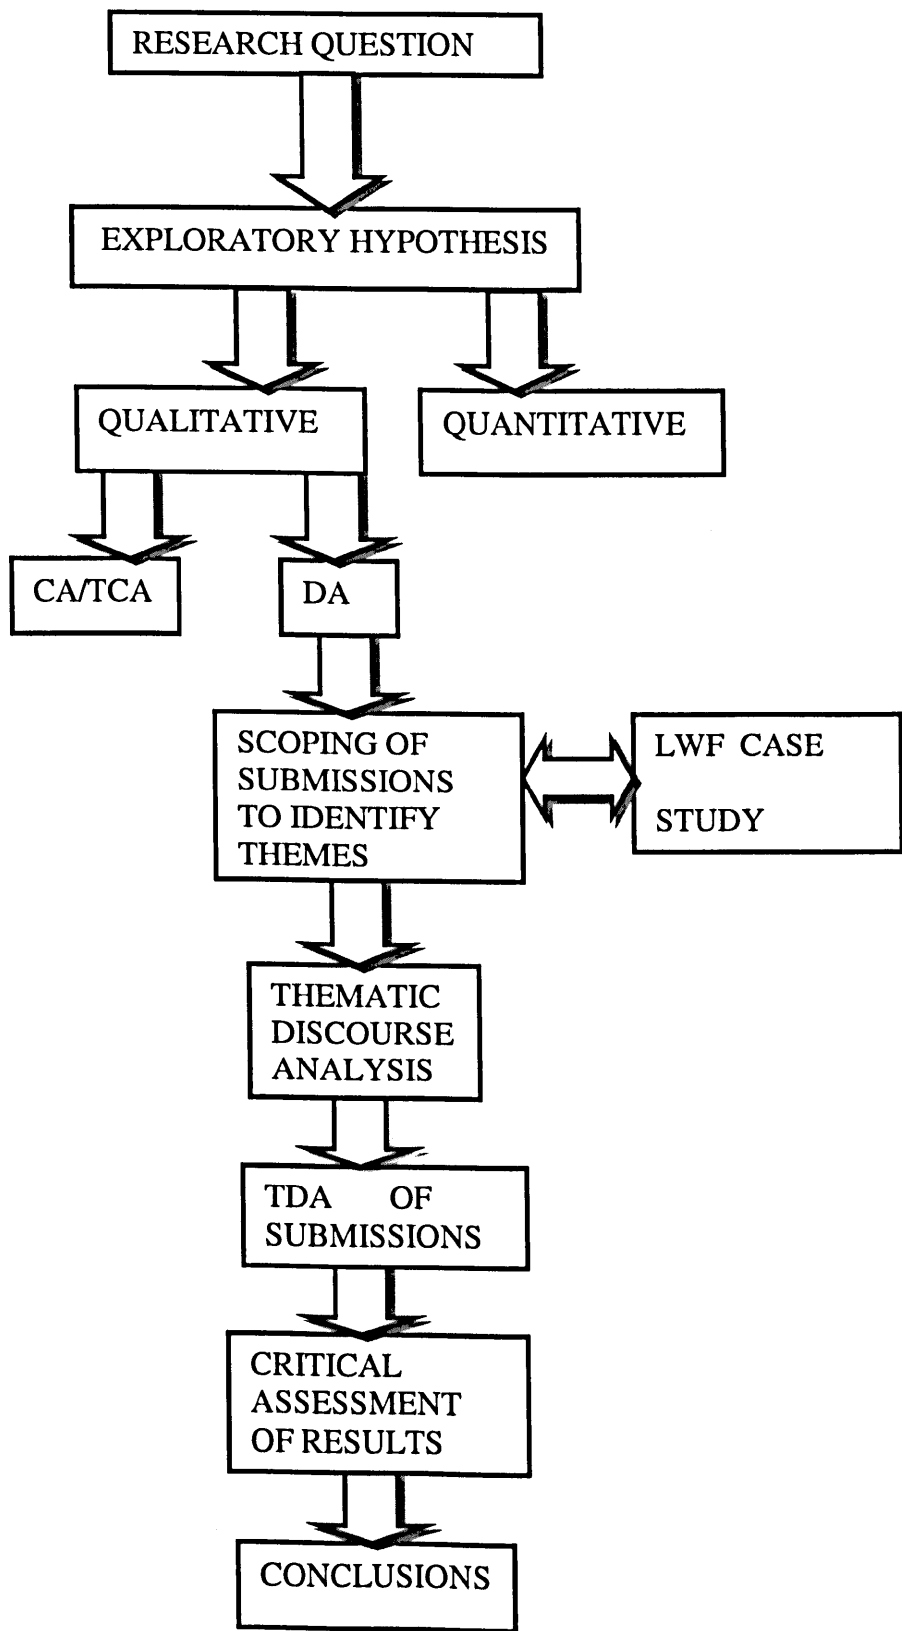 RESEARCH QUESTION
EXPLORATORY HYPOTHESIS
QUALITATIVE
QUANTITATIVE
CA/TCA
DA
SCOPING OF
SUBMISSIONS
TO IDENTIFY
THEMES
LWF CASE
STUDY
THEMATIC
DISCOURSE
ANALYSIS
TDA OF
SUBMISSIONS
CRITICAL
ASSESSMENT
OF RESULTS
CONCLUSIONS